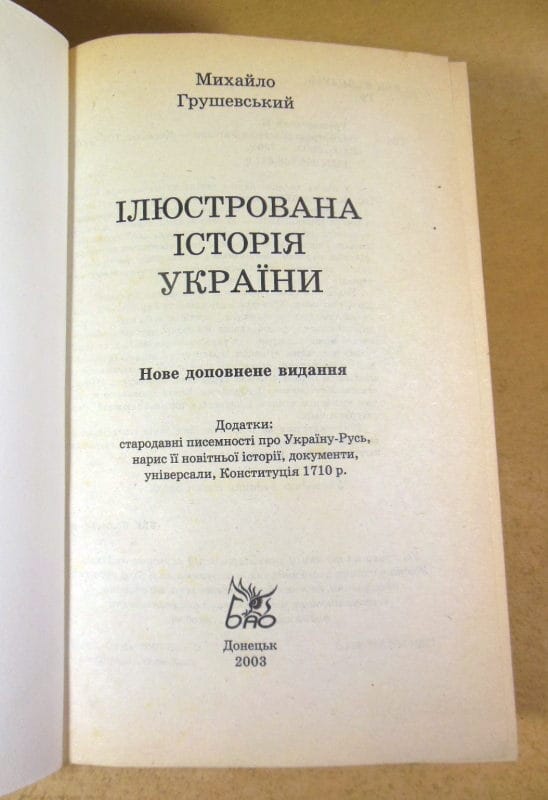 Михайло
Грушевський
ІЛЮСТРОВАНА
ІСТОРІЯ
УКРАЇНИ
Нове доповнене видання
Додатки:
стародавні писемності про Україну-Русь,
нарис її новітньої історії, документи,
універсали, Конституція 1710 р.
БАО
Донецьк
2003